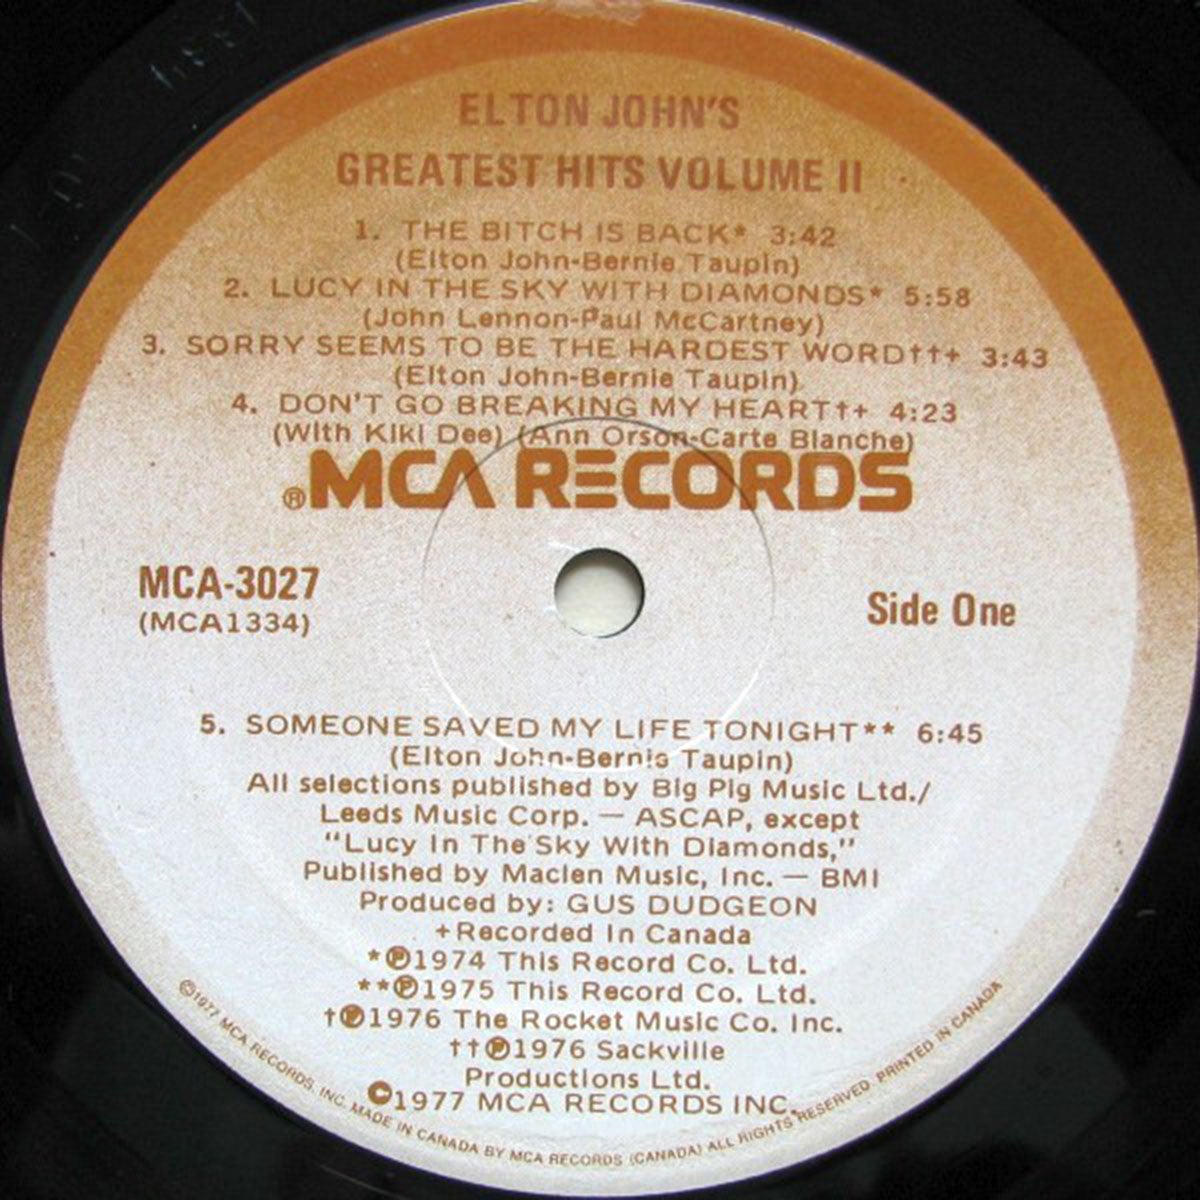 ELTON JOHN'S
GREATEST HITS VOLUME II
1. THE BITCH IS BACK* 3:42
(Elton John-Bernie Taupin)
2. LUCY IN THE SKY WITH DIAMONDS* 5:58
(John Lennon-Paul McCartney)
3. SORRY SEEMS TO BE THE HARDEST WORD††+ 3:43
(Elton John-Bernie Taupin)
4. DON'T GO BREAKING MY HEART†+ 4:23
(With Kiki Dee) (Ann Orson-Carte Blanche)
®MCA RECORDS
MCA-3027
(MCA1334)
Side One
5. SOMEONE SAVED MY LIFE TONIGHT** 6:45
(Elton John-Bernie Taupin)
All selections published by Big Pig Music Ltd./
Leeds Music Corp. — ASCAP, except
"Lucy In The Sky With Diamonds,"
Published by Maclen Music, Inc. — BMI
Produced by: GUS DUDGEON
+Recorded In Canada
*℗1974 This Record Co. Ltd.
**℗1975 This Record Co. Ltd.
†℗1976 The Rocket Music Co. Inc.
††℗1976 Sackville
Productions Ltd.
©1977 MCA RECORDS INC.
©1977 MCA RECORDS INC. MADE IN CANADA BY MCA RECORDS (CANADA) ALL RIGHTS RESERVED PRINTED IN CANADA